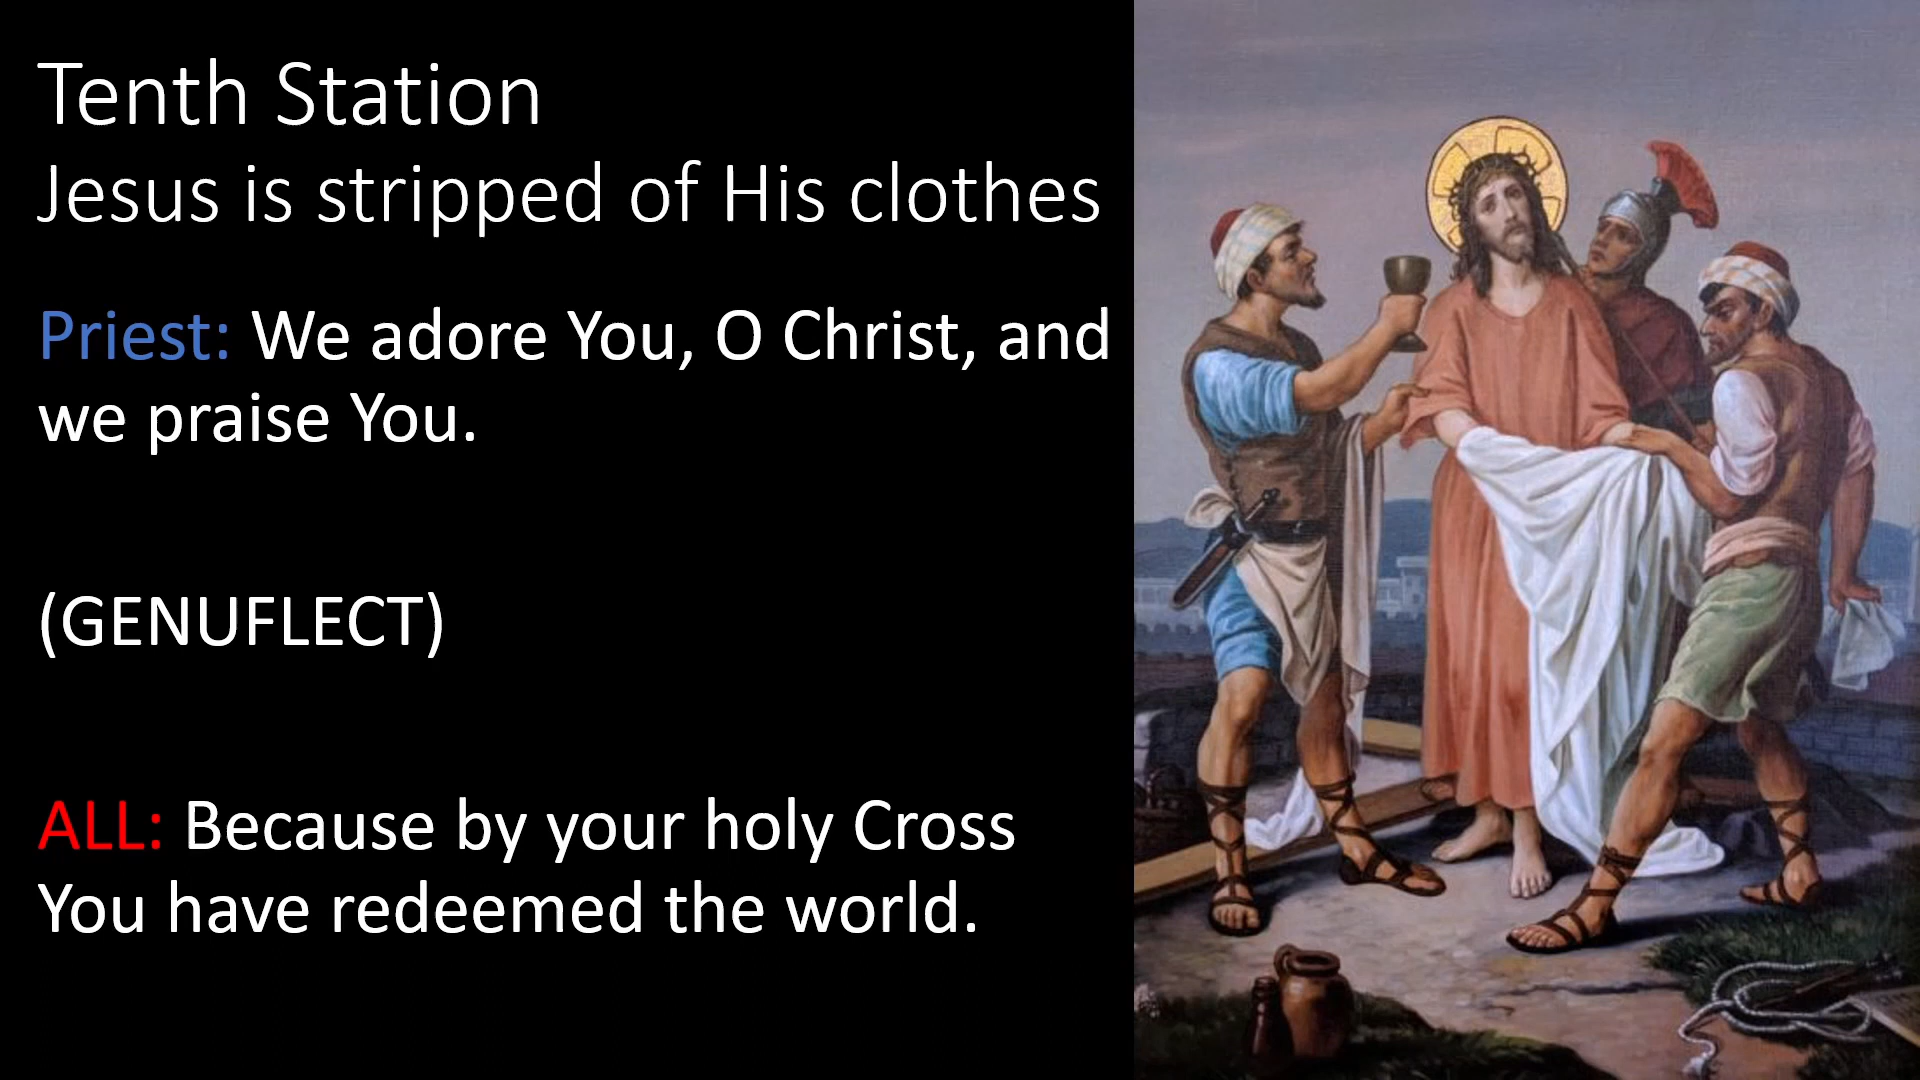 Tenth Station
Jesus is stripped of His clothes
Priest: We adore You, O Christ, and
we praise You.
(GENUFLECT)
ALL: Because by your holy Cross
You have redeemed the world.